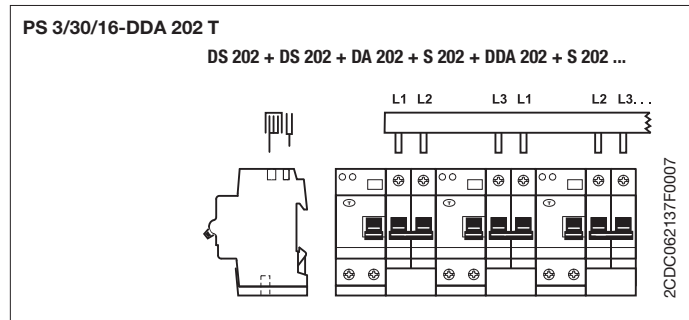 PS 3/30/16-DDA 202 T
DS 202 + DS 202 + DA 202 + S 202 + DDA 202 + S 202 ...
L1 L2 L3 L1 L2 L3...
T T T
2CDC062137F0007